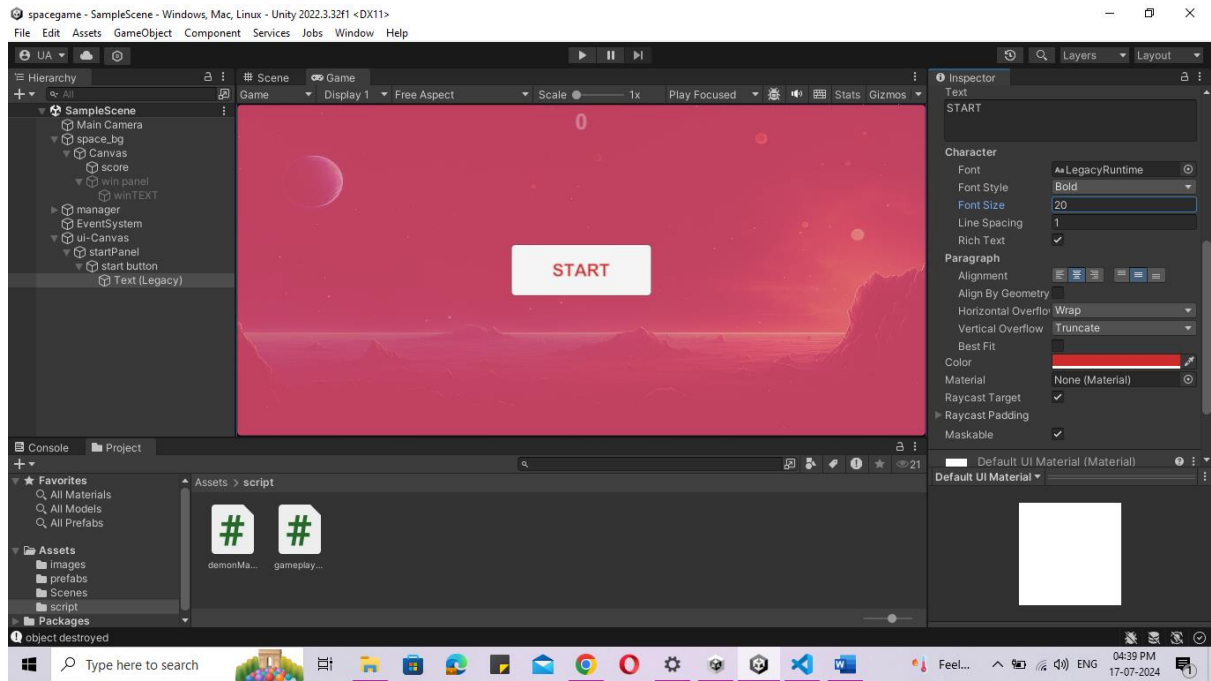 spacegame - SampleScene - Windows, Mac, Linux - Unity 2022.3.32f1 <DX11>
File Edit Assets GameObject Component Services Jobs Window Help
UA Layers Layout
Hierarchy
All
SampleScene
Main Camera
space_bg
Canvas
score
win panel
winTEXT
manager
EventSystem
ui-Canvas
startPanel
start button
Text (Legacy)
Scene Game
Game Display 1 Free Aspect Scale 1x Play Focused Stats Gizmos
0
START
Inspector
Text
START
Character
Font LegacyRuntime
Font Style Bold
Font Size 20
Line Spacing 1
Rich Text
Paragraph
Alignment
Align By Geometry
Horizontal Overflo Wrap
Vertical Overflow Truncate
Best Fit
Color
Material None (Material)
Raycast Target
Raycast Padding
Maskable
Default UI Material (Material)
Default UI Material
Console Project
21
Favorites
All Materials
All Models
All Prefabs
Assets
images
prefabs
Scenes
script
Packages
Assets > script
demonMa... gameplay...
object destroyed
Type here to search
Feel... ENG
04:39 PM
17-07-2024
1